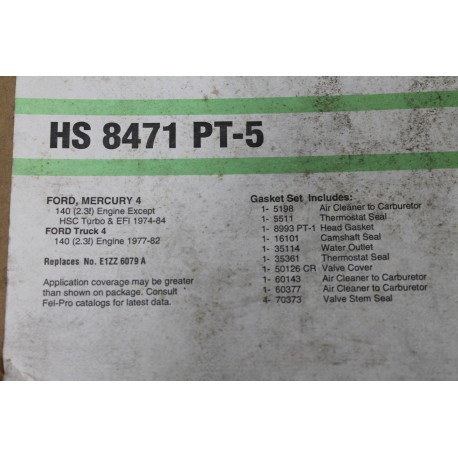 HS 8471 PT-5
FORD, MERCURY 4
140 (2.3ℓ) Engine Except
HSC Turbo & EFI 1974-84
FORD Truck 4
140 (2.3ℓ) Engine 1977-82
Replaces No. E1ZZ 6079 A
Application coverage may be greater
than shown on package. Consult
Fel-Pro catalogs for latest data.
Gasket Set Includes:
1- 5198 Air Cleaner to Carburetor
1- 5511 Thermostat Seal
1- 8993 PT-1 Head Gasket
1- 16101 Camshaft Seal
1- 35114 Water Outlet
1- 35361 Thermostat Seal
1- 50126 CR Valve Cover
1- 60143 Air Cleaner to Carburetor
1- 60377 Air Cleaner to Carburetor
4- 70373 Valve Stem Seal